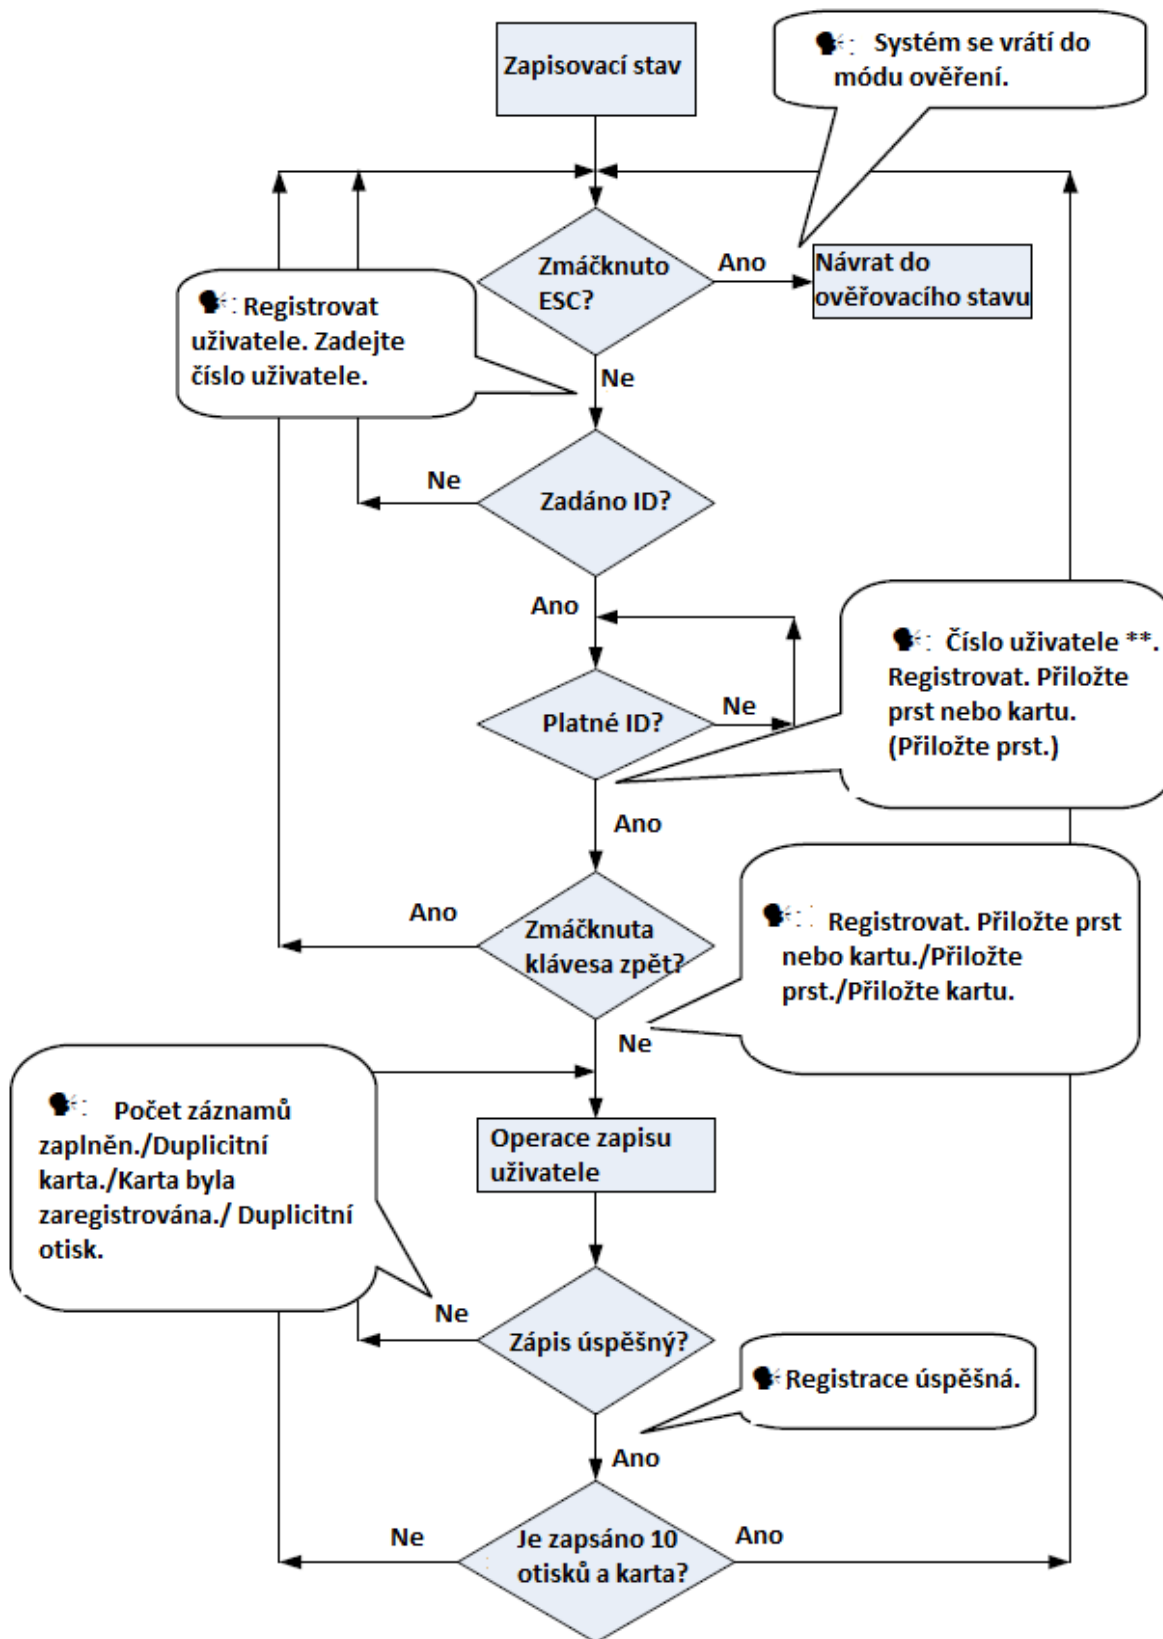 Zapisovací stav
: Systém se vrátí do
módu ověření.
Zmáčknuto
ESC?
Ano
Návrat do
ověřovacího stavu
: Registrovat
uživatele. Zadejte
číslo uživatele.
Ne
Ne
Zadáno ID?
Ano
: Číslo uživatele **.
Registrovat. Přiložte
prst nebo kartu.
(Přiložte prst.)
Platné ID?
Ne
Ano
Ano
Zmáčknuta
klávesa zpět?
: Registrovat. Přiložte prst
nebo kartu./Přiložte
prst./Přiložte kartu.
Ne
: Počet záznamů
zaplněn./Duplicitní
karta./Karta byla
zaregistrována./ Duplicitní
otisk.
Operace zapisu
uživatele
Ne
Zápis úspěšný?
Registrace úspěšná.
Ano
Ne
Je zapsáno 10
otisků a karta?
Ano